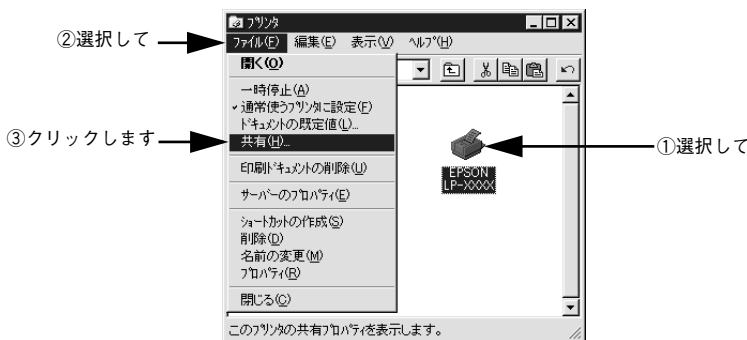 プリンタ
②選択して
ファイル(F) 編集(E) 表示(V) ヘルプ(H)
開く(O)
一時停止(A)
通常使うプリンタに設定(F)
ドキュメントの既定値(L)...
③クリックします
共有(H)...
①選択して
印刷ドキュメントの削除(U)
EPSON
LP-XXXX
サーバーのプロパティ(E)
ショートカットの作成(S)
削除(D)
名前の変更(M)
プロパティ(R)
閉じる(C)
このプリンタの共有プロパティを表示します。